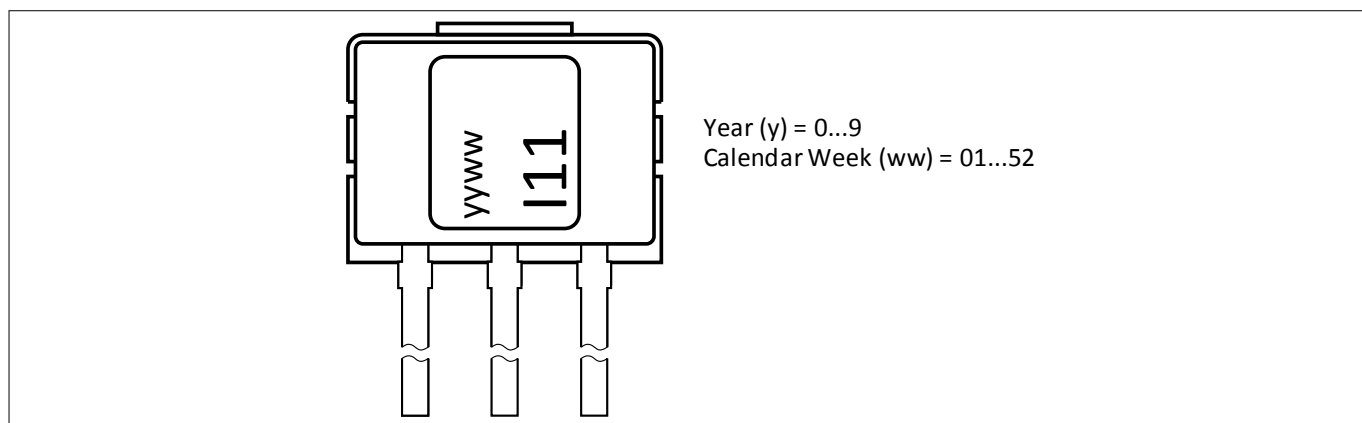 yyww
I11
Year (y) = 0...9
Calendar Week (ww) = 01...52